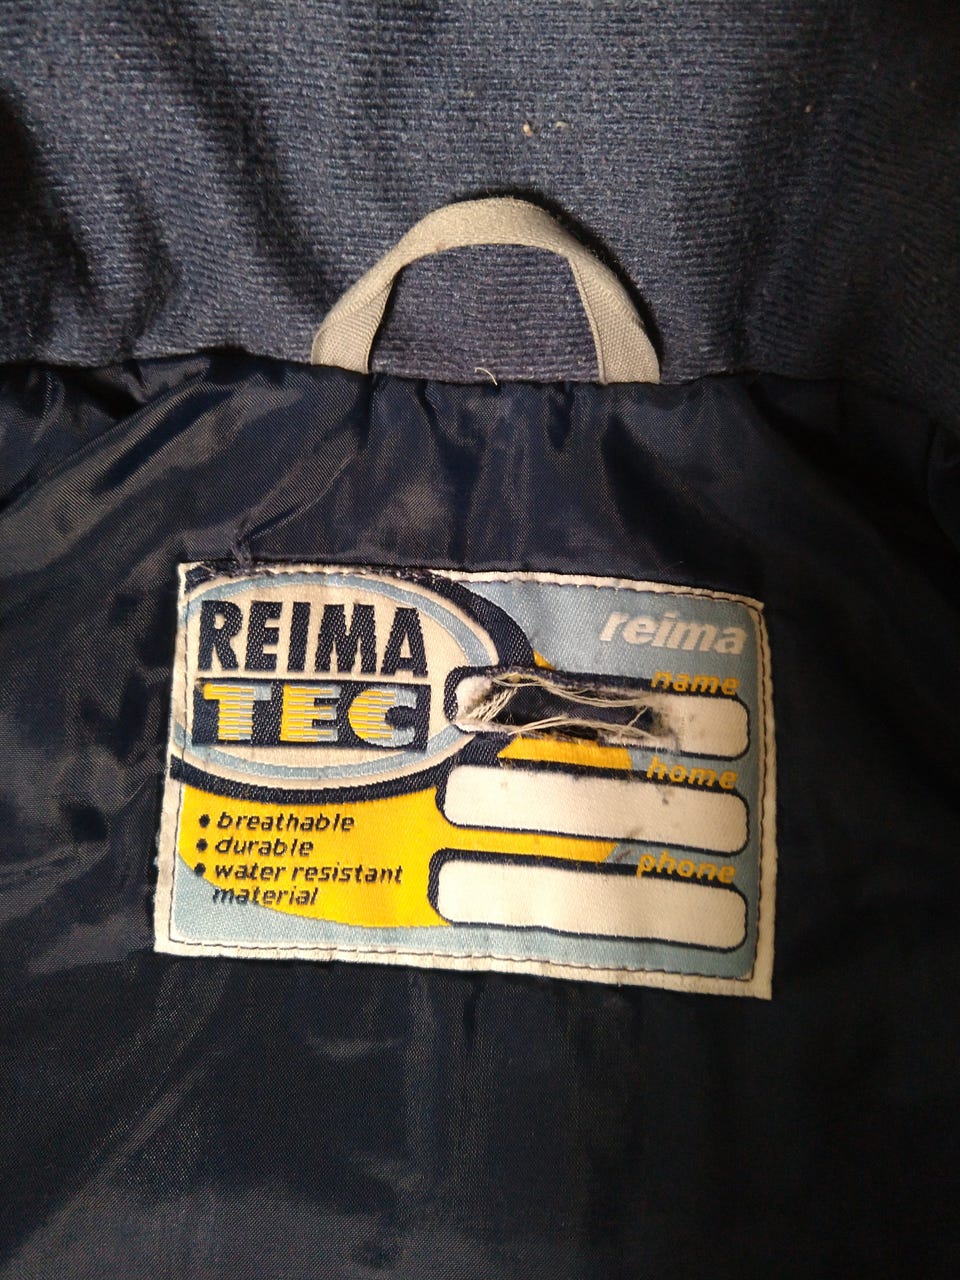 REIMA
TEC
• breathable
• durable
• water resistant
material
reima
name
home
phone